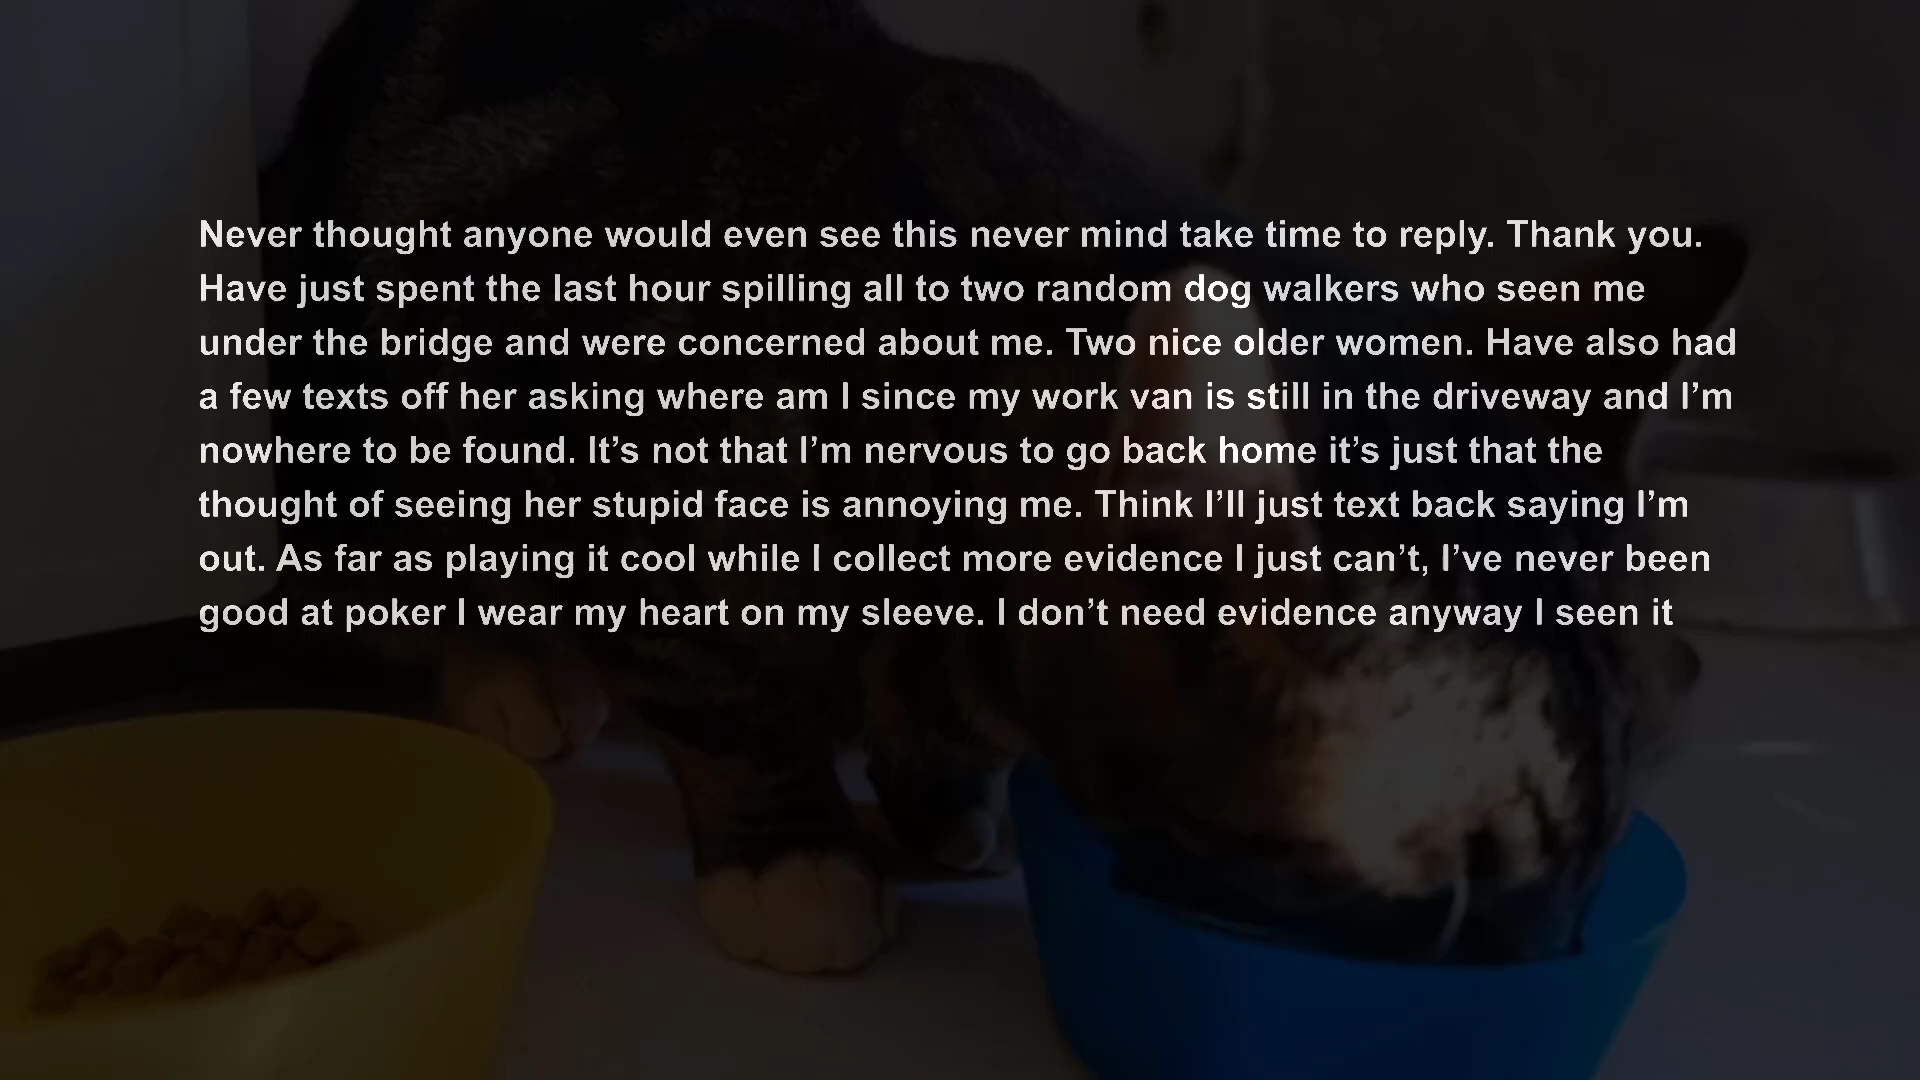 Never thought anyone would even see this never mind take time to reply. Thank you.
Have just spent the last hour spilling all to two random dog walkers who seen me
under the bridge and were concerned about me. Two nice older women. Have also had
a few texts off her asking where am I since my work van is still in the driveway and I’m
nowhere to be found. It’s not that I’m nervous to go back home it’s just that the
thought of seeing her stupid face is annoying me. Think I’ll just text back saying I’m
out. As far as playing it cool while I collect more evidence I just can’t, I’ve never been
good at poker I wear my heart on my sleeve. I don’t need evidence anyway I seen it